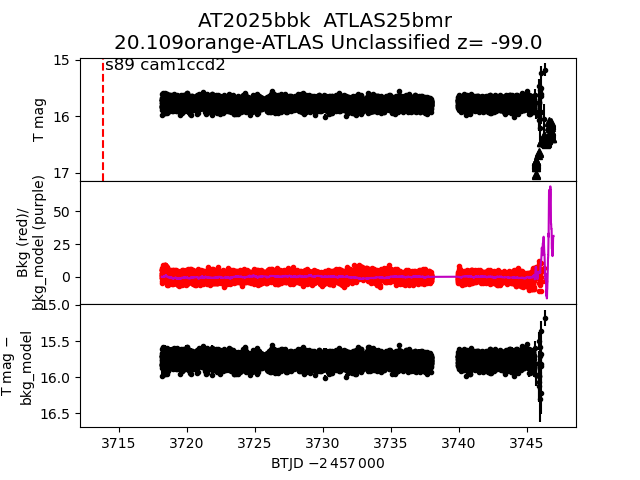 AT2025bbk  ATLAS25bmr
20.109orange-ATLAS Unclassified z= -99.0
s89 cam1ccd2
15
16
17
T mag
50
25
0
Bkg (red)/
bkg_model (purple)
15.0
15.5
16.0
16.5
T mag −
bkg_model
3715
3720
3725
3730
3735
3740
3745
BTJD −2 457 000